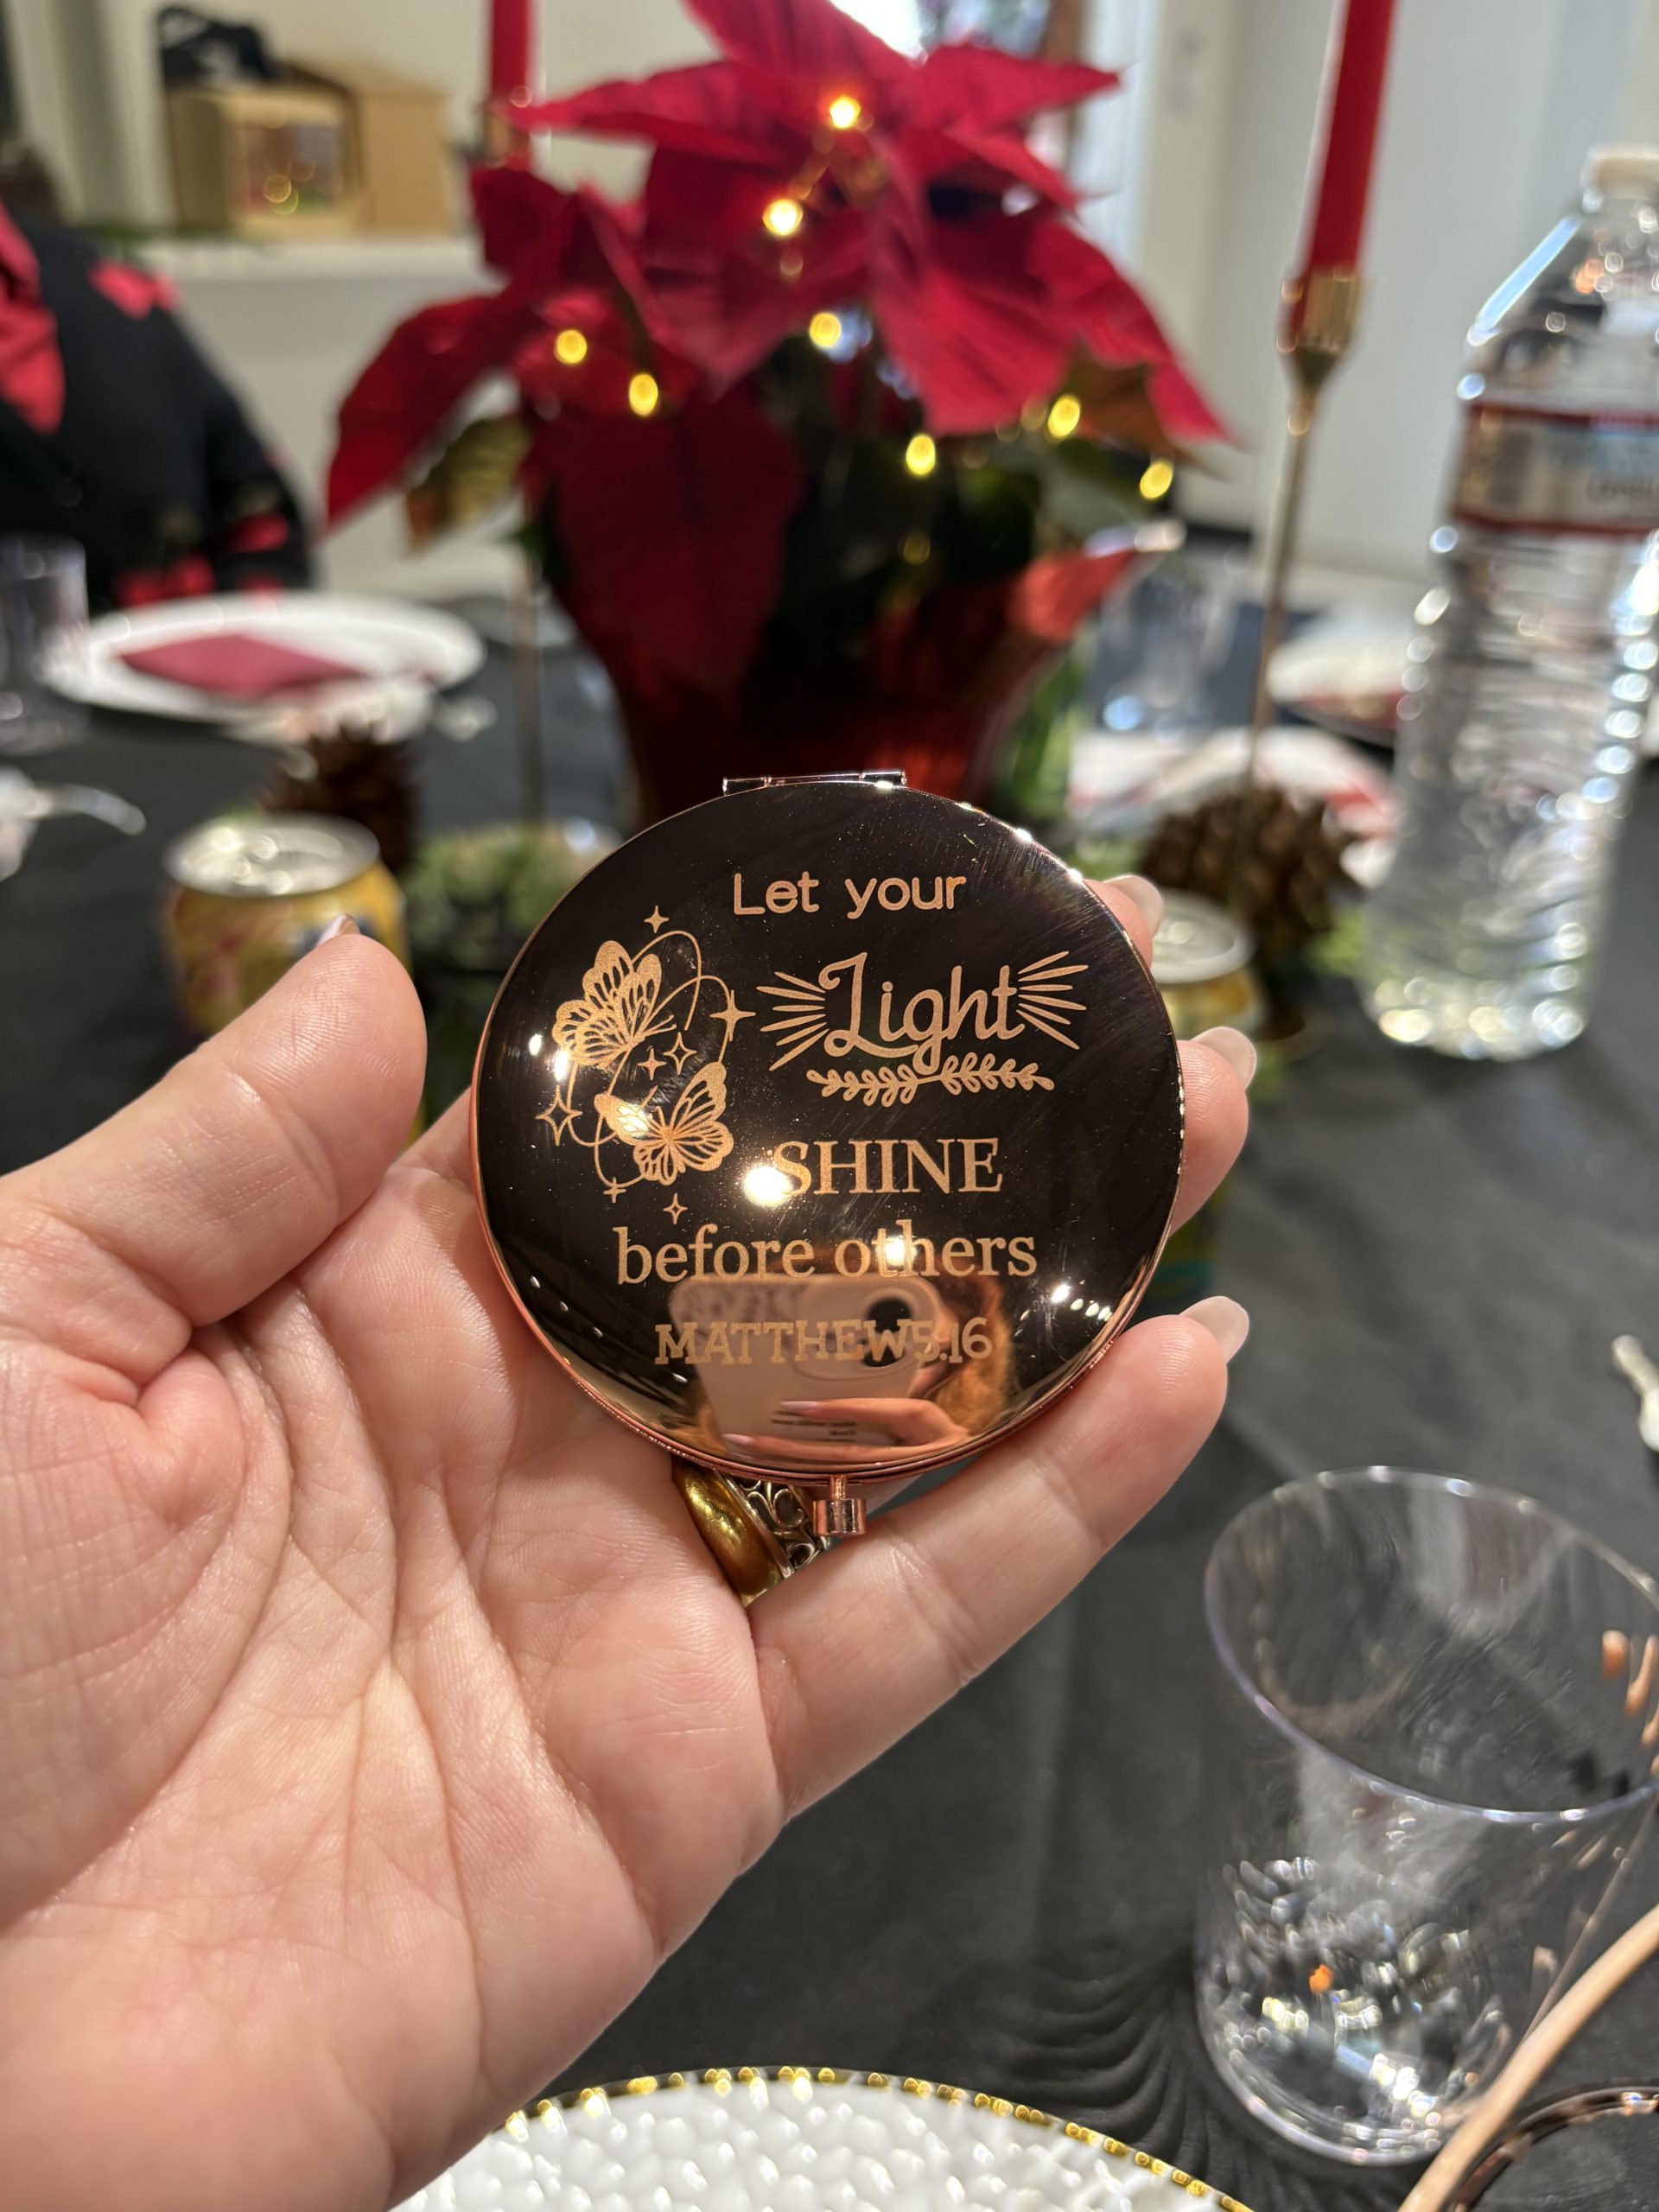 Let your
Light
SHINE
before others
MATTHEW5:16